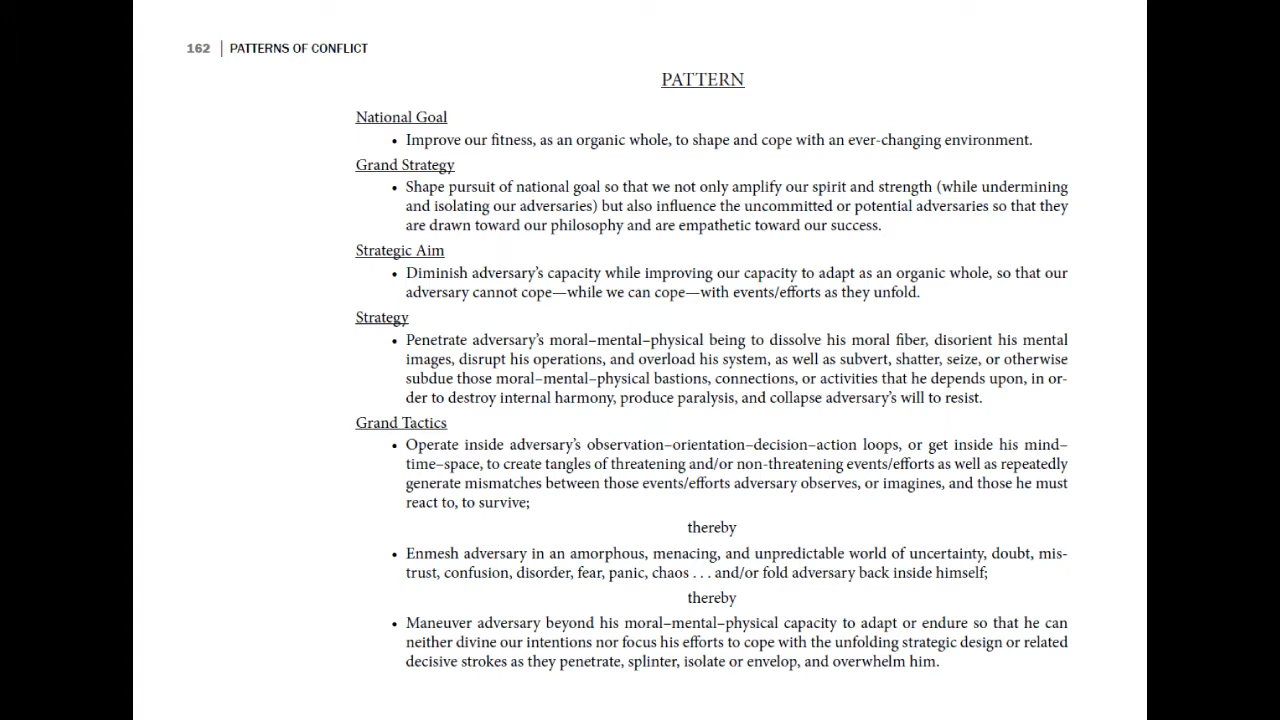 162 | PATTERNS OF CONFLICT
PATTERN
National Goal
• Improve our fitness, as an organic whole, to shape and cope with an ever-changing environment.
Grand Strategy
• Shape pursuit of national goal so that we not only amplify our spirit and strength (while undermining
and isolating our adversaries) but also influence the uncommitted or potential adversaries so that they
are drawn toward our philosophy and are empathetic toward our success.
Strategic Aim
• Diminish adversary’s capacity while improving our capacity to adapt as an organic whole, so that our
adversary cannot cope—while we can cope—with events/efforts as they unfold.
Strategy
• Penetrate adversary’s moral–mental–physical being to dissolve his moral fiber, disorient his mental
images, disrupt his operations, and overload his system, as well as subvert, shatter, seize, or otherwise
subdue those moral–mental–physical bastions, connections, or activities that he depends upon, in or-
der to destroy internal harmony, produce paralysis, and collapse adversary’s will to resist.
Grand Tactics
• Operate inside adversary’s observation–orientation–decision–action loops, or get inside his mind–
time–space, to create tangles of threatening and/or non-threatening events/efforts as well as repeatedly
generate mismatches between those events/efforts adversary observes, or imagines, and those he must
react to, to survive;
thereby
• Enmesh adversary in an amorphous, menacing, and unpredictable world of uncertainty, doubt, mis-
trust, confusion, disorder, fear, panic, chaos . . . and/or fold adversary back inside himself;
thereby
• Maneuver adversary beyond his moral–mental–physical capacity to adapt or endure so that he can
neither divine our intentions nor focus his efforts to cope with the unfolding strategic design or related
decisive strokes as they penetrate, splinter, isolate or envelop, and overwhelm him.